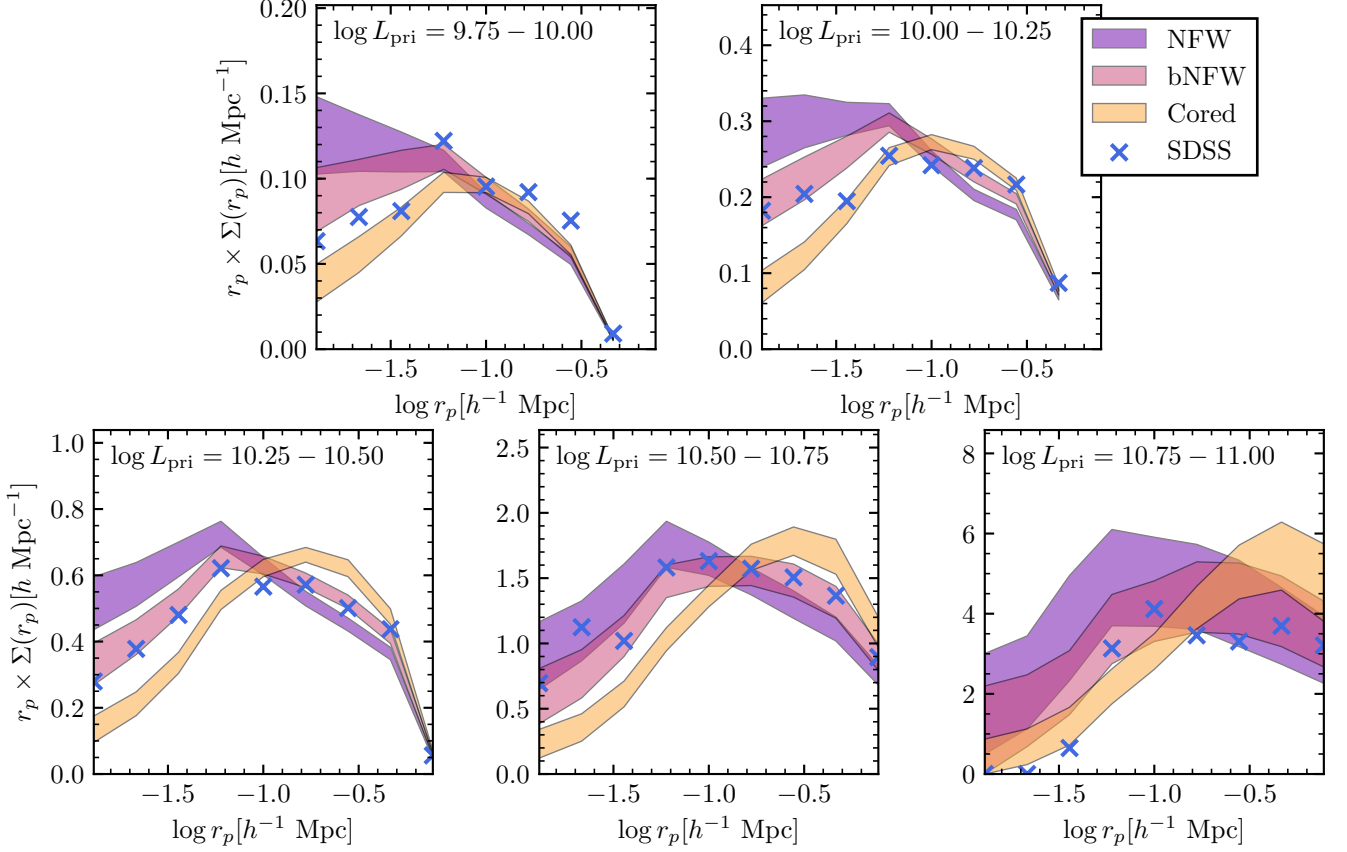 log L_pri = 9.75 − 10.00
0.20
0.15
0.10
0.05
0.00
r_p × Σ(r_p)[h Mpc⁻¹]
−1.5 −1.0 −0.5
log r_p[h⁻¹ Mpc]
log L_pri = 10.00 − 10.25
0.4
0.3
0.2
0.1
0.0
−1.5 −1.0 −0.5
log r_p[h⁻¹ Mpc]
NFW
bNFW
Cored
SDSS
log L_pri = 10.25 − 10.50
1.0
0.8
0.6
0.4
0.2
0.0
r_p × Σ(r_p)[h Mpc⁻¹]
−1.5 −1.0 −0.5
log r_p[h⁻¹ Mpc]
log L_pri = 10.50 − 10.75
2.5
2.0
1.5
1.0
0.5
0.0
−1.5 −1.0 −0.5
log r_p[h⁻¹ Mpc]
log L_pri = 10.75 − 11.00
8
6
4
2
0
−1.5 −1.0 −0.5
log r_p[h⁻¹ Mpc]